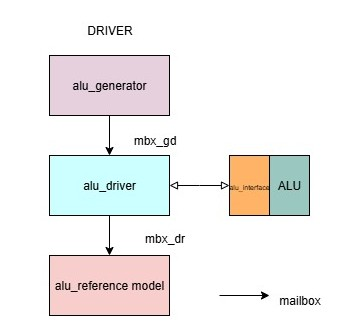 DRIVER
alu_generator
mbx_gd
alu_driver
alu_interface
ALU
mbx_dr
alu_reference model
mailbox